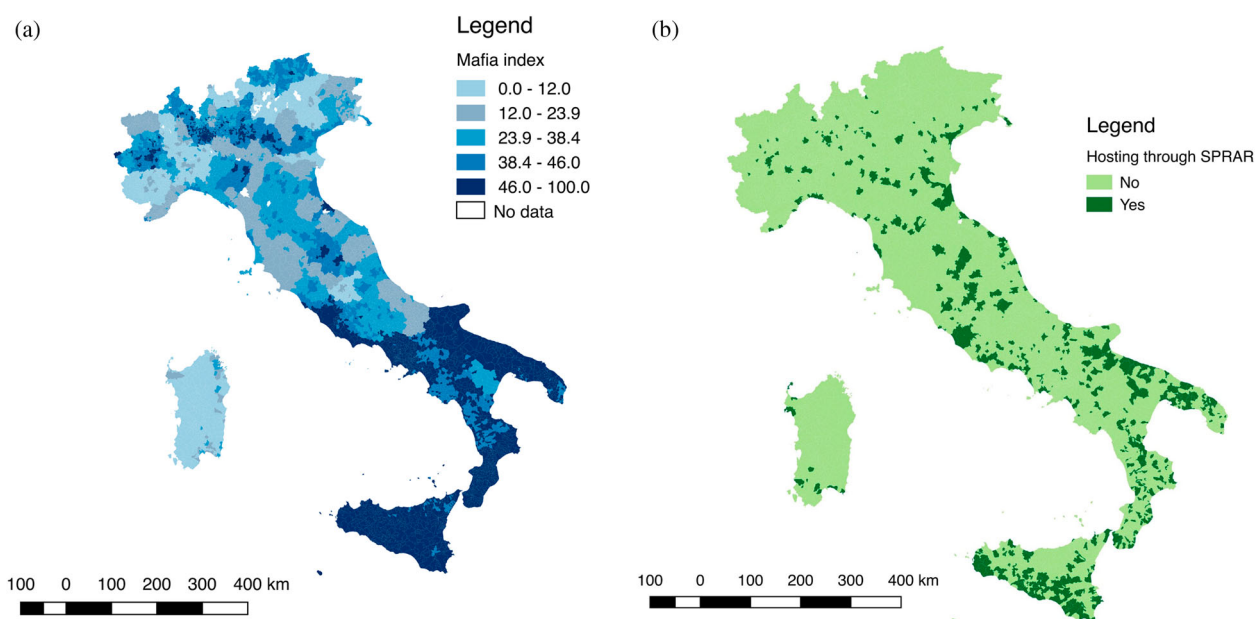 (a)
Legend
Mafia index
0.0 - 12.0
12.0 - 23.9
23.9 - 38.4
38.4 - 46.0
46.0 - 100.0
No data
100 0 100 200 300 400 km
(b)
Legend
Hosting through SPRAR
No
Yes
100 0 100 200 300 400 km